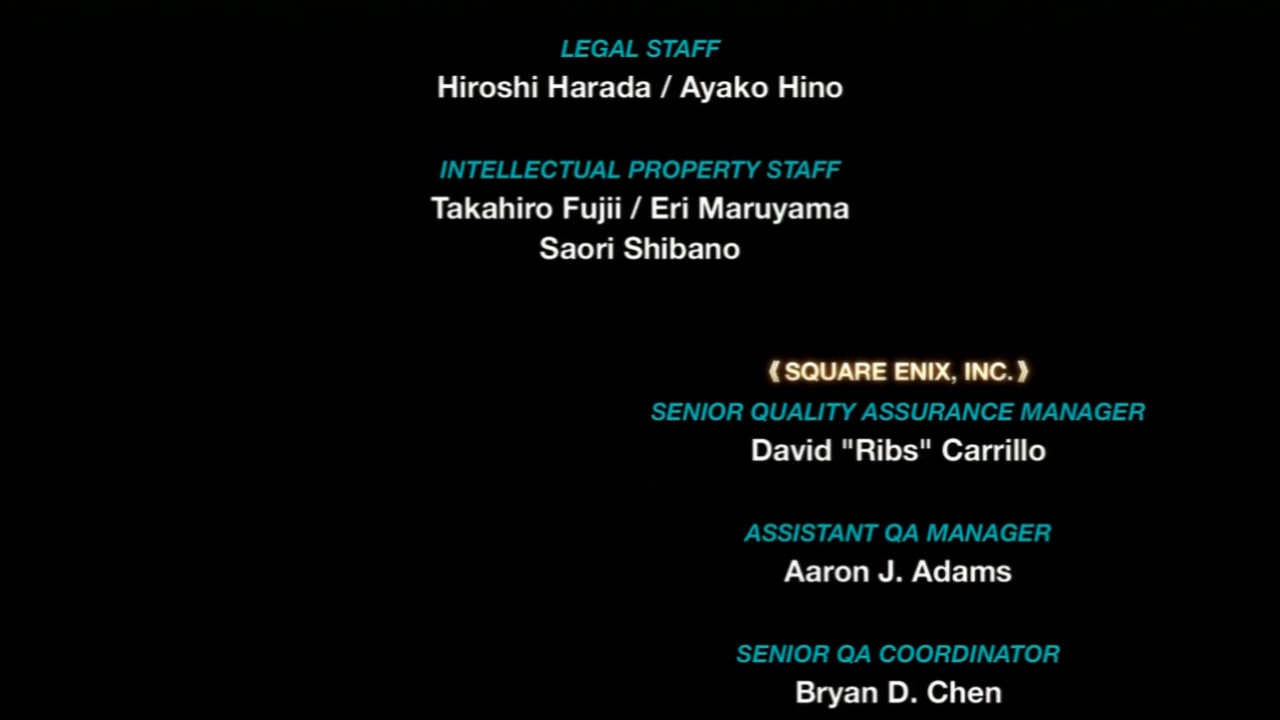 LEGAL STAFF
Hiroshi Harada / Ayako Hino
INTELLECTUAL PROPERTY STAFF
Takahiro Fujii / Eri Maruyama
Saori Shibano
⟪SQUARE ENIX, INC.⟫
SENIOR QUALITY ASSURANCE MANAGER
David "Ribs" Carrillo
ASSISTANT QA MANAGER
Aaron J. Adams
SENIOR QA COORDINATOR
Bryan D. Chen